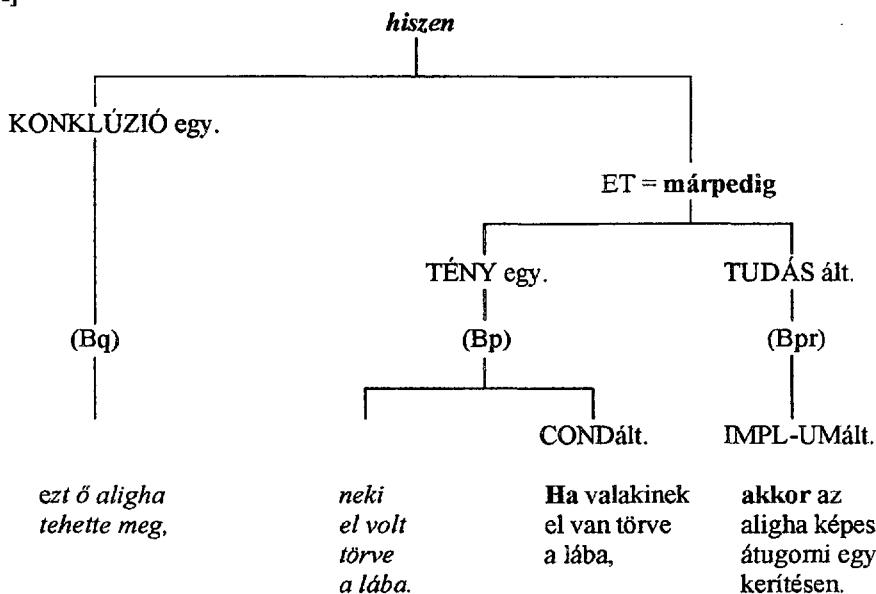 hiszen
KONKLÚZIÓ egy.
ET = márpedig
TÉNY egy. TUDÁS ált.
(Bq) (Bp) (Bpr)
CONDált. IMPL-UMált.
ezt ő aligha neki Ha valakinek akkor az
tehette meg, el volt el van törve aligha képes
törve a lába, átugorni egy
a lába. kerítésen.